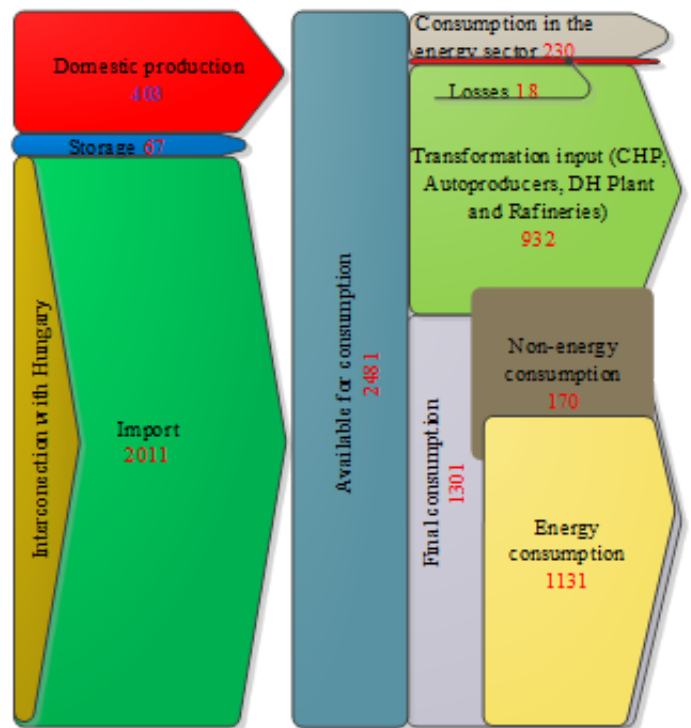 Domestic production
403
Storage 67
Interconection with Hungary
Import
2011
Available for consumption
2481
Consumption in the
energy sector 230
Losses 18
Transformation input (CHP,
Autoproducers, DH Plant
and Rafineries)
932
Final consumption
1301
Non-energy
consumption
170
Energy
consumption
1131